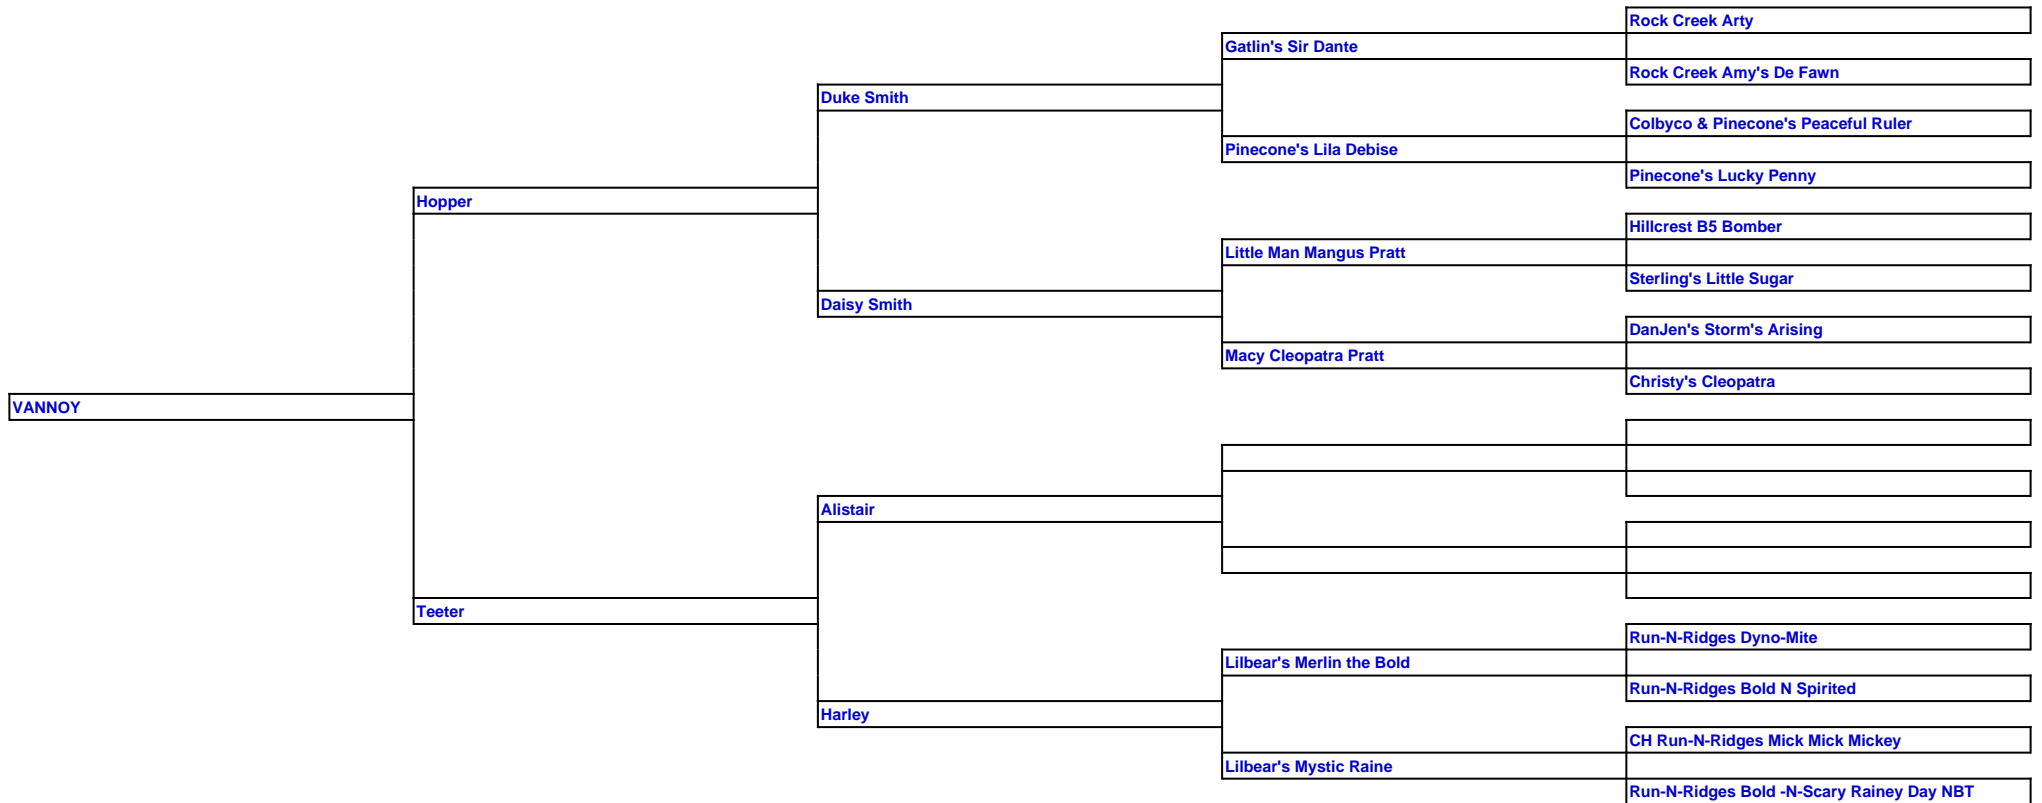 Rock Creek Arty
Gatlin's Sir Dante
Rock Creek Amy's De Fawn
Duke Smith
Colbyco & Pinecone's Peaceful Ruler
Pinecone's Lila Debise
Pinecone's Lucky Penny
Hopper
Hillcrest B5 Bomber
Little Man Mangus Pratt
Sterling's Little Sugar
Daisy Smith
DanJen's Storm's Arising
Macy Cleopatra Pratt
Christy's Cleopatra
VANNOY
Alistair
Teeter
Run-N-Ridges Dyno-Mite
Lilbear's Merlin the Bold
Run-N-Ridges Bold N Spirited
Harley
CH Run-N-Ridges Mick Mick Mickey
Lilbear's Mystic Raine
Run-N-Ridges Bold -N-Scary Rainey Day NBT